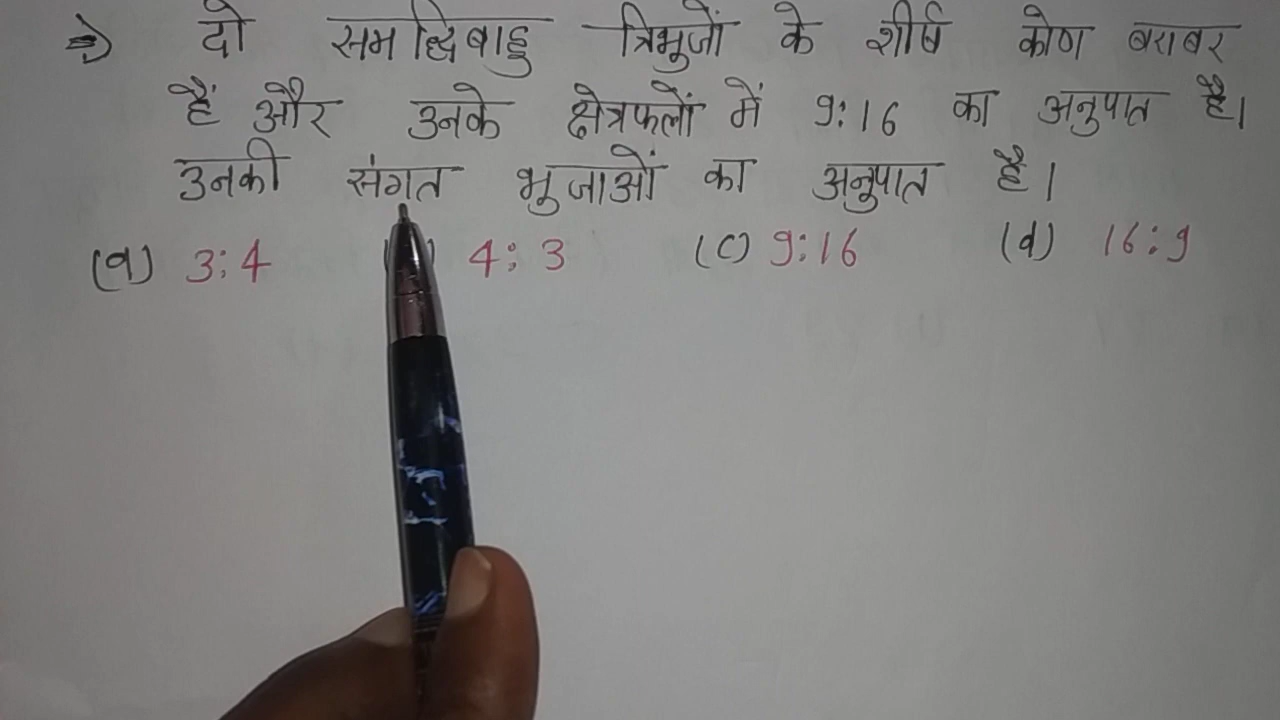 => दो समद्विबाहु त्रिभुजों के शीर्ष कोण बराबर
हैं और उनके क्षेत्रफलों में 9:16 का अनुपात है।
उनकी संगत भुजाओं का अनुपात है।
(a) 3:4 ( ) 4:3 (c) 9:16 (d) 16:9